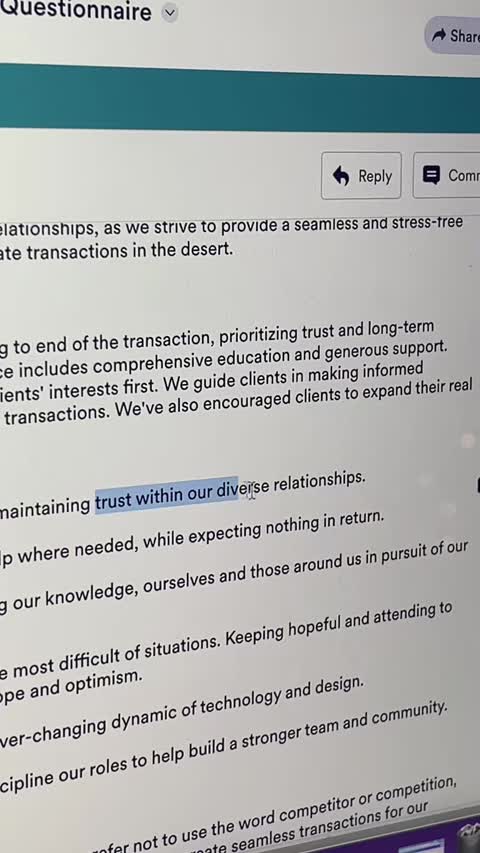 Questionnaire
Share
Reply
elationships, as we strive to provide a seamless and stress-free
ate transactions in the desert.
g to end of the transaction, prioritizing trust and long-term
ce includes comprehensive education and generous support.
ients' interests first. We guide clients in making informed
transactions. We've also encouraged clients to expand their real
maintaining trust within our diverse relationships.
lp where needed, while expecting nothing in return.
g our knowledge, ourselves and those around us in pursuit of our
e most difficult of situations. Keeping hopeful and attending to
ope and optimism.
ver-changing dynamic of technology and design.
cipline our roles to help build a stronger team and community.
efer not to use the word competitor or competition,
seamless transactions for our